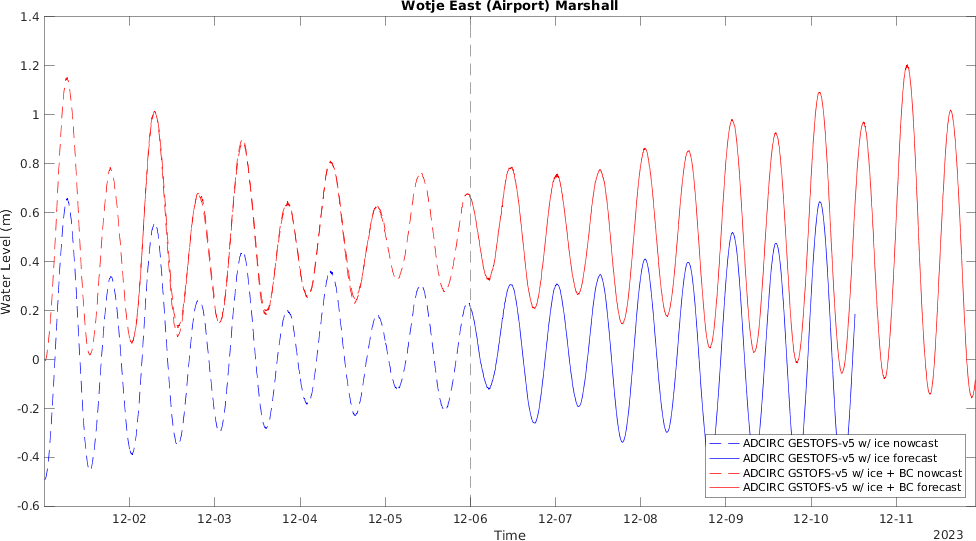 Wotje East (Airport) Marshall
1.4
1.2
1
0.8
0.6
0.4
0.2
0
-0.2
-0.4
-0.6
Water Level (m)
ADCIRC GESTOFS-v5 w/ ice nowcast
ADCIRC GESTOFS-v5 w/ ice forecast
ADCIRC GSTOFS-v5 w/ ice + BC nowcast
ADCIRC GSTOFS-v5 w/ ice + BC forecast
12-02 12-03 12-04 12-05 12-06 12-07 12-08 12-09 12-10 12-11
Time
2023